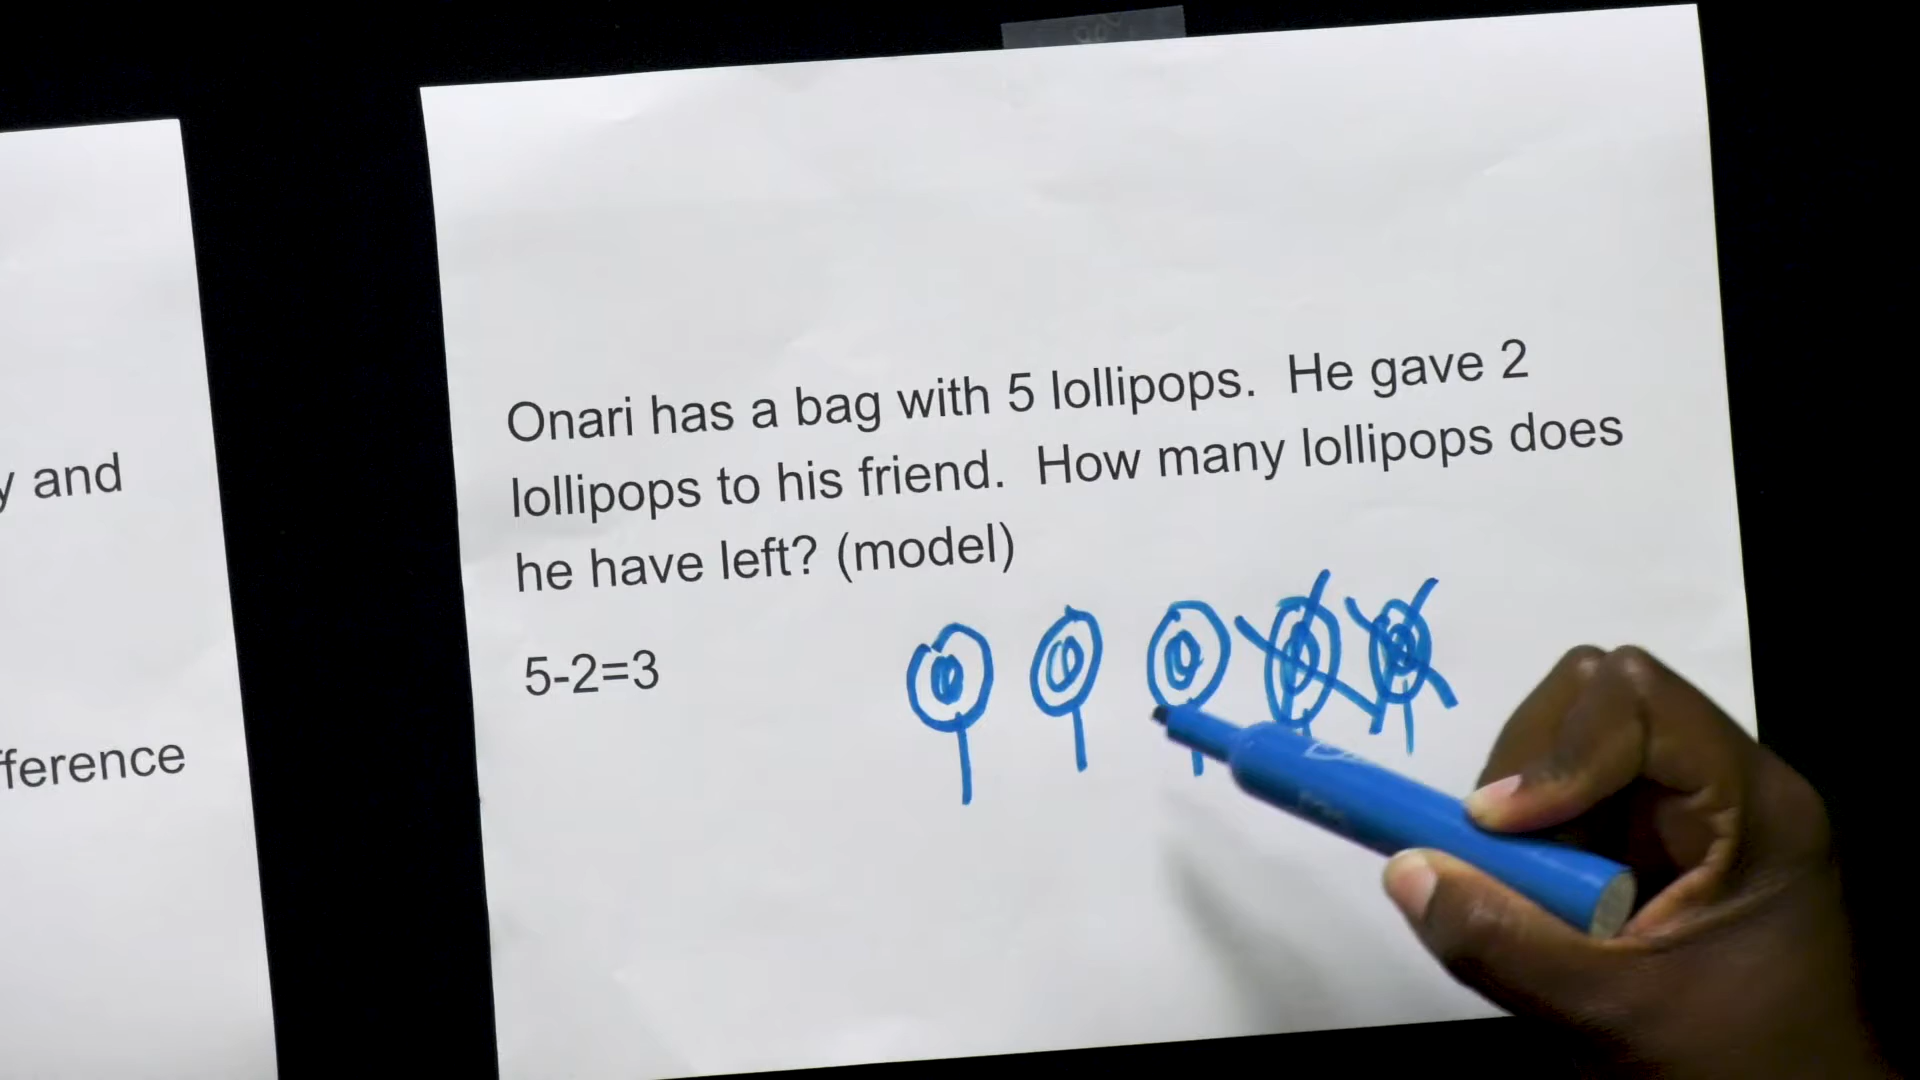 y and
fference
Onari has a bag with 5 lollipops. He gave 2
lollipops to his friend. How many lollipops does
he have left? (model)
5-2=3